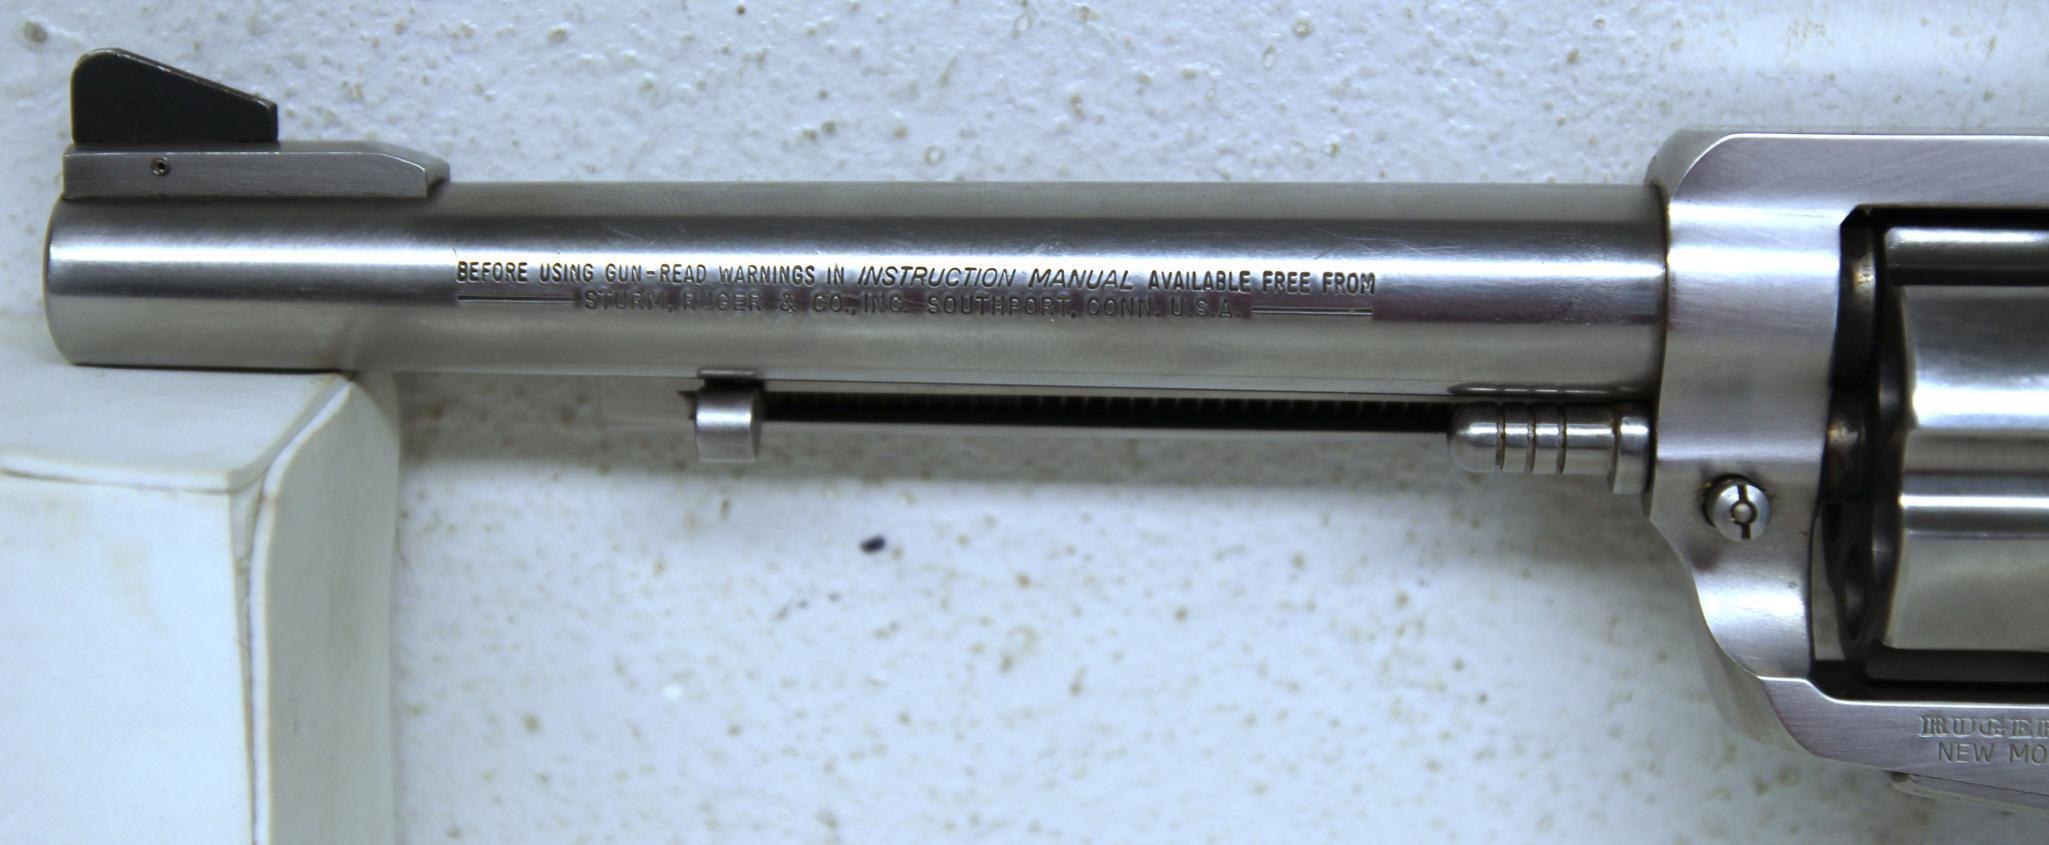 BEFORE USING GUN-READ WARNINGS IN INSTRUCTION MANUAL AVAILABLE FREE FROM
STURM, RUGER & CO., INC. SOUTHPORT, CONN. U.S.A.
RUGER
NEW MO